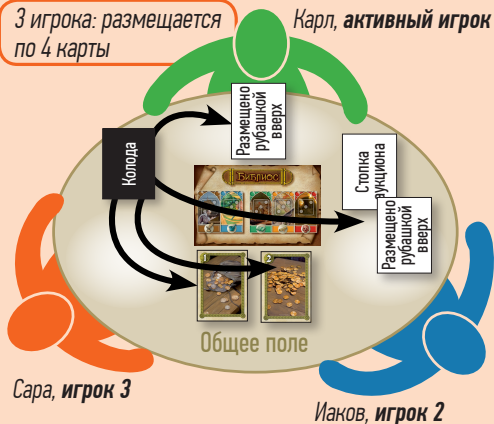 3 игрока: размещается
по 4 карты
Карл, активный игрок
Размещено
рубашкой
вверх
Колода
Стопка
аукциона
БИБЛИОС
Размещено
рубашкой
вверх
1
2
Общее поле
Сара, игрок 3
Иаков, игрок 2